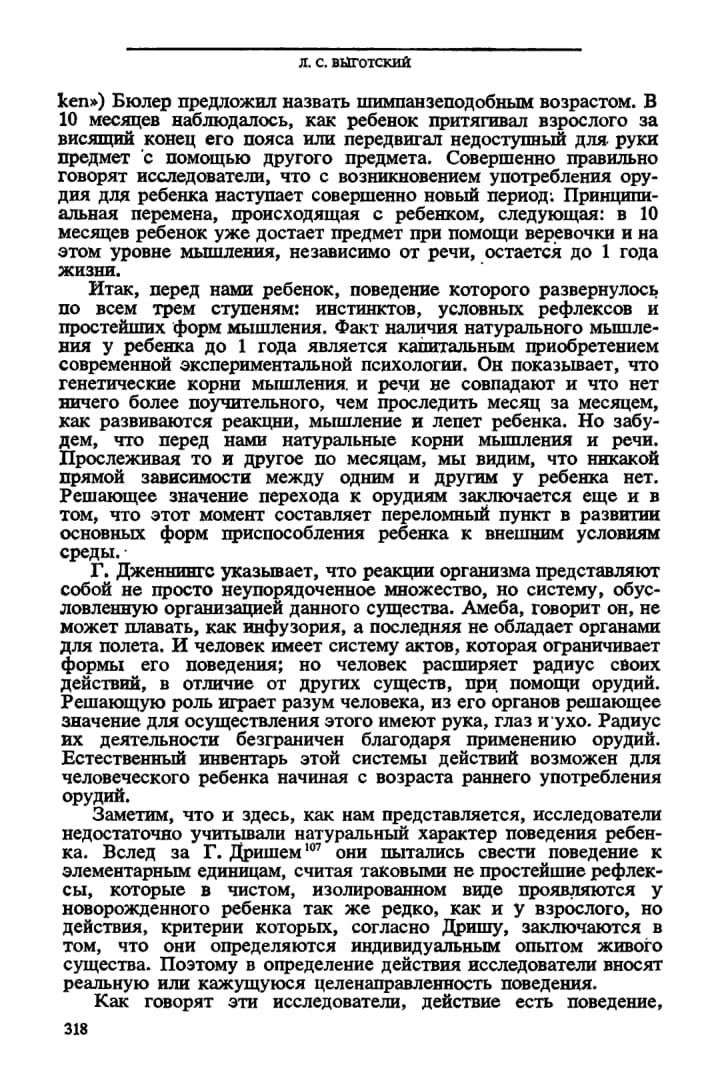 Л. С. ВЫГОТСКИЙ
ken») Бюлер предложил назвать шимпанзеподобным возрастом. В
10 месяцев наблюдалось, как ребенок притягивал взрослого за
висящий конец его пояса или передвигал недоступный для руки
предмет с помощью другого предмета. Совершенно правильно
говорят исследователи, что с возникновением употребления ору-
дия для ребенка наступает совершенно новый период. Принципи-
альная перемена, происходящая с ребенком, следующая: в 10
месяцев ребенок уже достает предмет при помощи веревочки и на
этом уровне мышления, независимо от речи, остается до 1 года
жизни.
Итак, перед нами ребенок, поведение которого развернулось
по всем трем ступеням: инстинктов, условных рефлексов и
простейших форм мышления. Факт наличия натурального мышле-
ния у ребенка до 1 года является капитальным приобретением
современной экспериментальной психологии. Он показывает, что
генетические корни мышления и речи не совпадают и что нет
ничего более поучительного, чем проследить месяц за месяцем,
как развиваются реакции, мышление и лепет ребенка. Но забу-
дем, что перед нами натуральные корни мышления и речи.
Прослеживая то и другое по месяцам, мы видим, что никакой
прямой зависимости между одним и другим у ребенка нет.
Решающее значение перехода к орудиям заключается еще и в
том, что этот момент составляет переломный пункт в развитии
основных форм приспособления ребенка к внешним условиям
среды.
Г. Дженнингс указывает, что реакции организма представляют
собой не просто неупорядоченное множество, но систему, обус-
ловленную организацией данного существа. Амеба, говорит он, не
может плавать, как инфузория, а последняя не обладает органами
для полета. И человек имеет систему актов, которая ограничивает
формы его поведения; но человек расширяет радиус своих
действий, в отличие от других существ, при помощи орудий.
Решающую роль играет разум человека, из его органов решающее
значение для осуществления этого имеют рука, глаз и ухо. Радиус
их деятельности безграничен благодаря применению орудий.
Естественный инвентарь этой системы действий возможен для
человеческого ребенка начиная с возраста раннего употребления
орудий.
Заметим, что и здесь, как нам представляется, исследователи
недостаточно учитывали натуральный характер поведения ребен-
ка. Вслед за Г. Дришем¹⁰⁷ они пытались свести поведение к
элементарным единицам, считая таковыми не простейшие рефлек-
сы, которые в чистом, изолированном виде проявляются у
новорожденного ребенка так же редко, как и у взрослого, но
действия, критерии которых, согласно Дришу, заключаются в
том, что они определяются индивидуальным опытом живого
существа. Поэтому в определение действия исследователи вносят
реальную или кажущуюся целенаправленность поведения.
Как говорят эти исследователи, действие есть поведение,
318